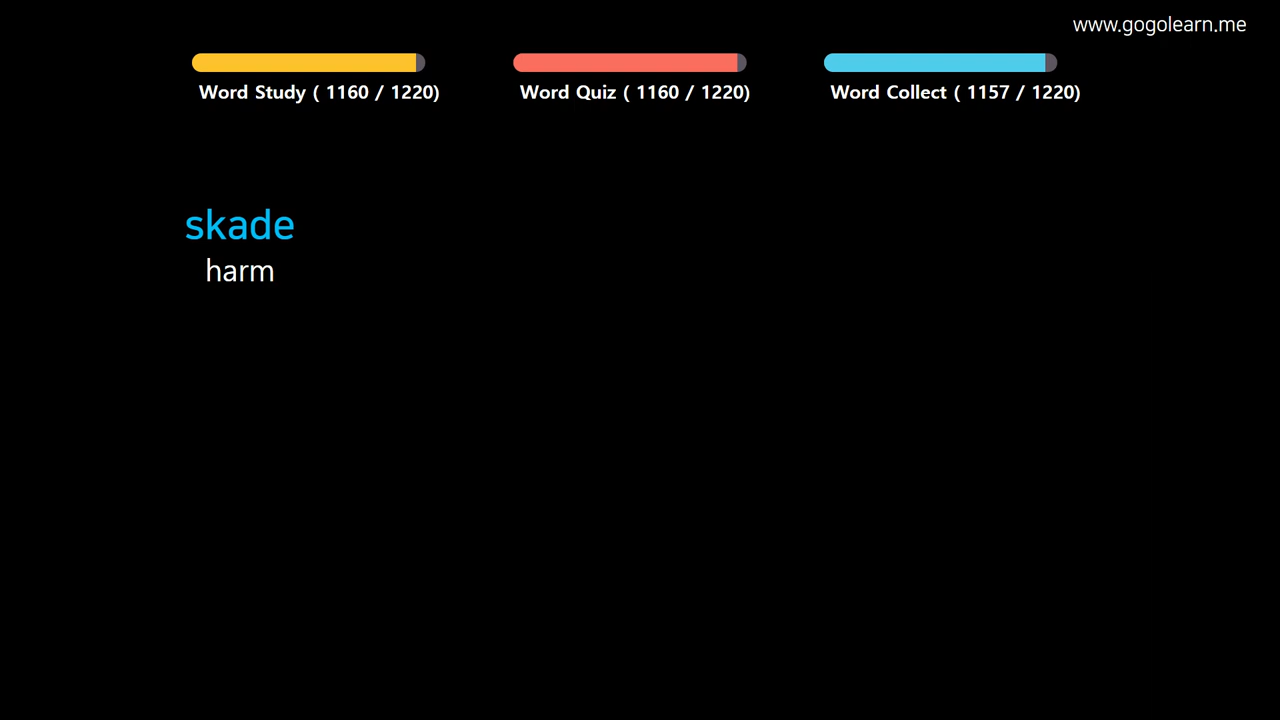 www.gogolearn.me
Word Study ( 1160 / 1220)
Word Quiz ( 1160 / 1220)
Word Collect ( 1157 / 1220)
skade
harm